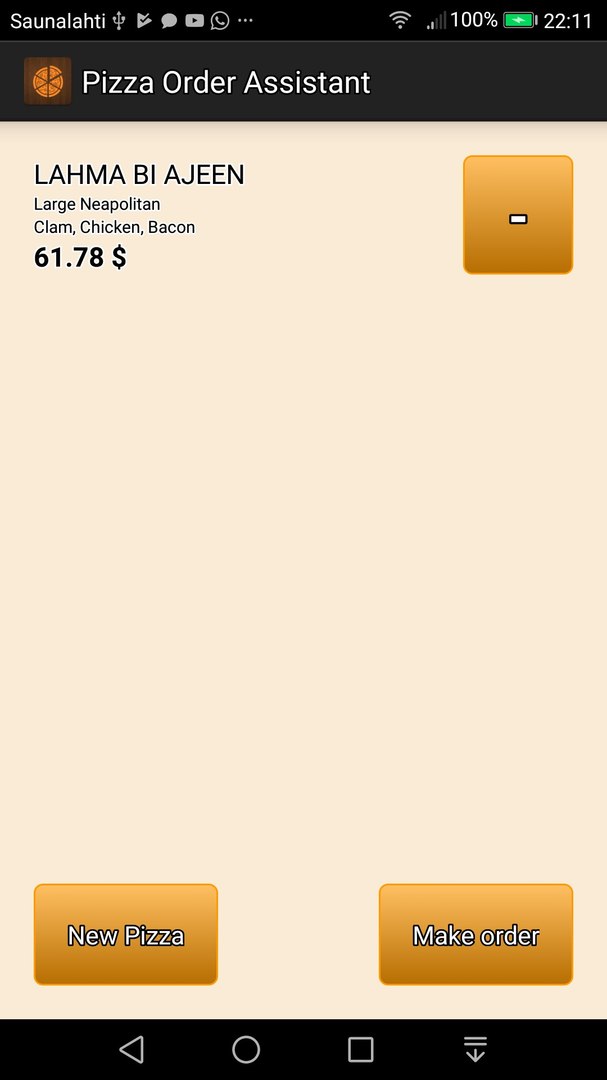 Saunalahti 100% 22:11
Pizza Order Assistant
LAHMA BI AJEEN
Large Neapolitan
Clam, Chicken, Bacon
61.78 $
-
New Pizza
Make order